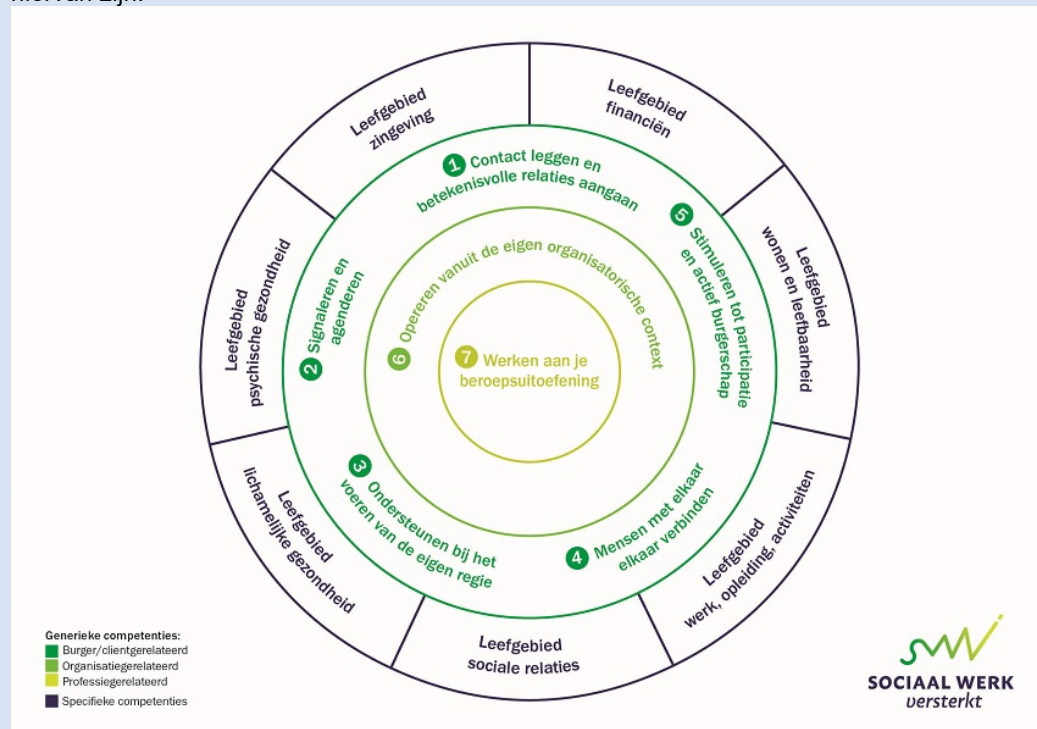 Leefgebied
zingeving
Leefgebied
financiën
Leefgebied
wonen en leefbaarheid
Leefgebied
werk, opleiding, activiteiten
Leefgebied
sociale relaties
Leefgebied
lichamelijke gezondheid
Leefgebied
psychische gezondheid
1 Contact leggen en
betekenisvolle relaties aangaan
2 Signaleren en
agenderen
3 Ondersteunen bij het
voeren van de eigen regie
4 Mensen met elkaar
elkaar verbinden
5 Stimuleren tot participatie
en actief burgerschap
6 Opereren vanuit de eigen organisatorische context
7 Werken aan je
beroepsuitoefening
Generieke competenties:
Burger/clientgerelateerd
Organisatiegerelateerd
Professiegerelateerd
Specifieke competenties
SOCIAAL WERK
versterkt